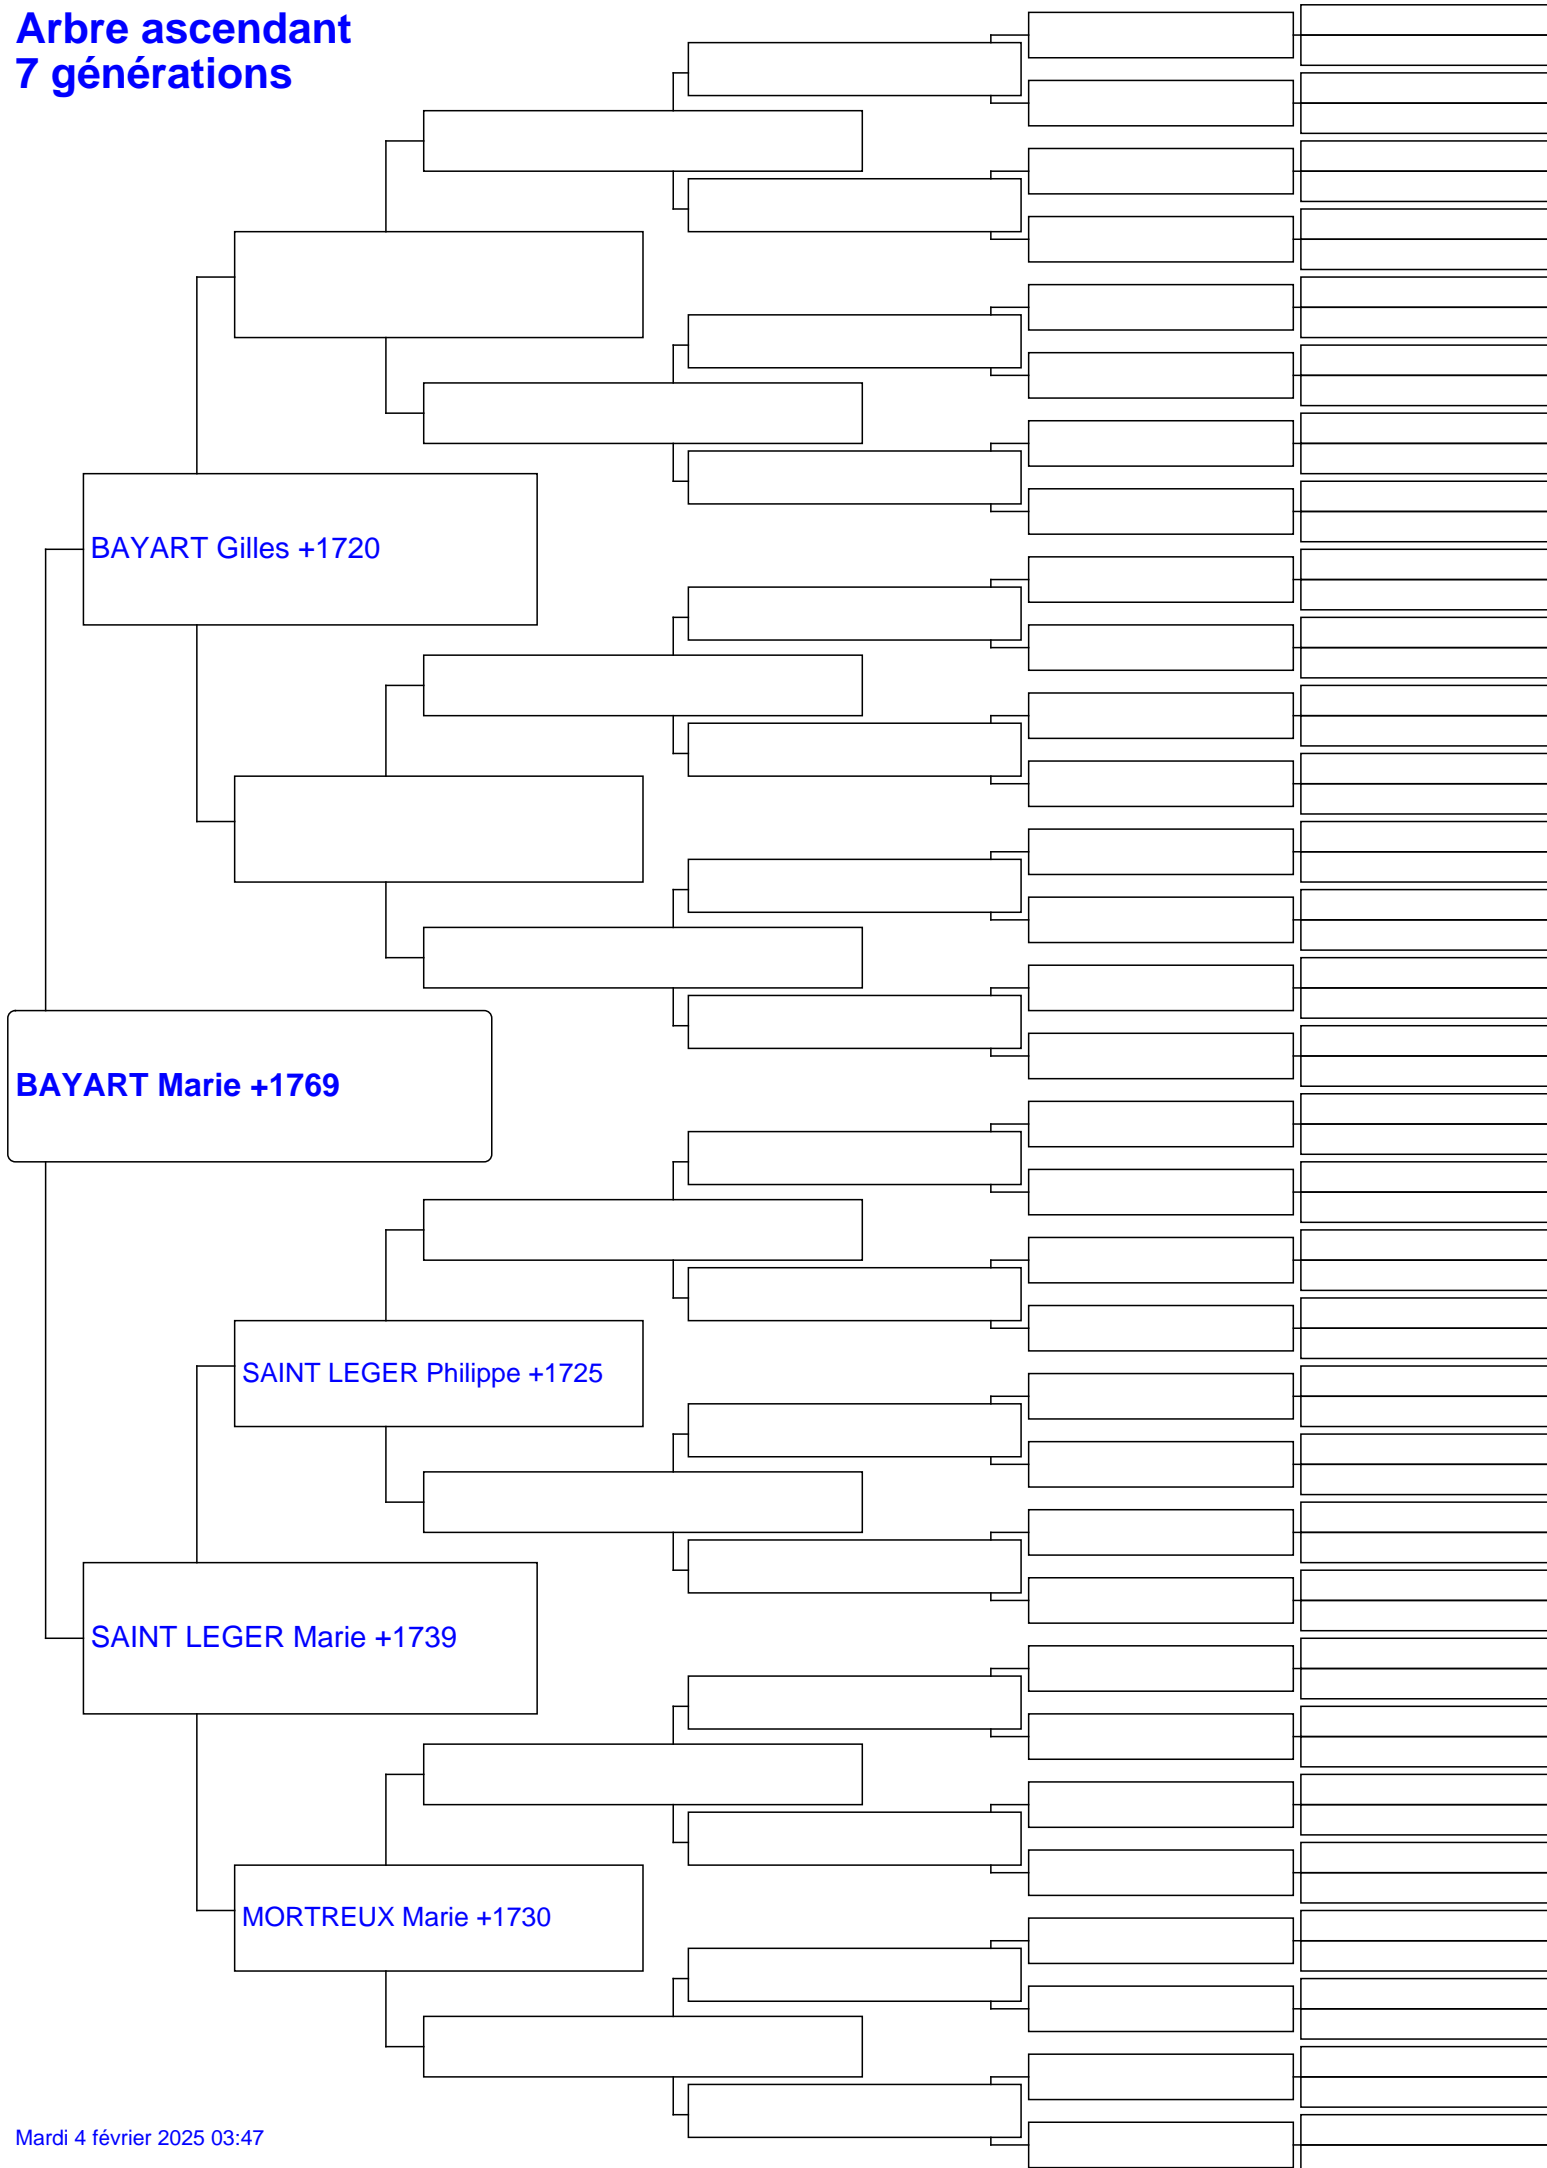 Arbre ascendant
7 générations
BAYART Gilles +1720
BAYART Marie +1769
SAINT LEGER Philippe +1725
SAINT LEGER Marie +1739
MORTREUX Marie +1730
Mardi 4 février 2025 03:47